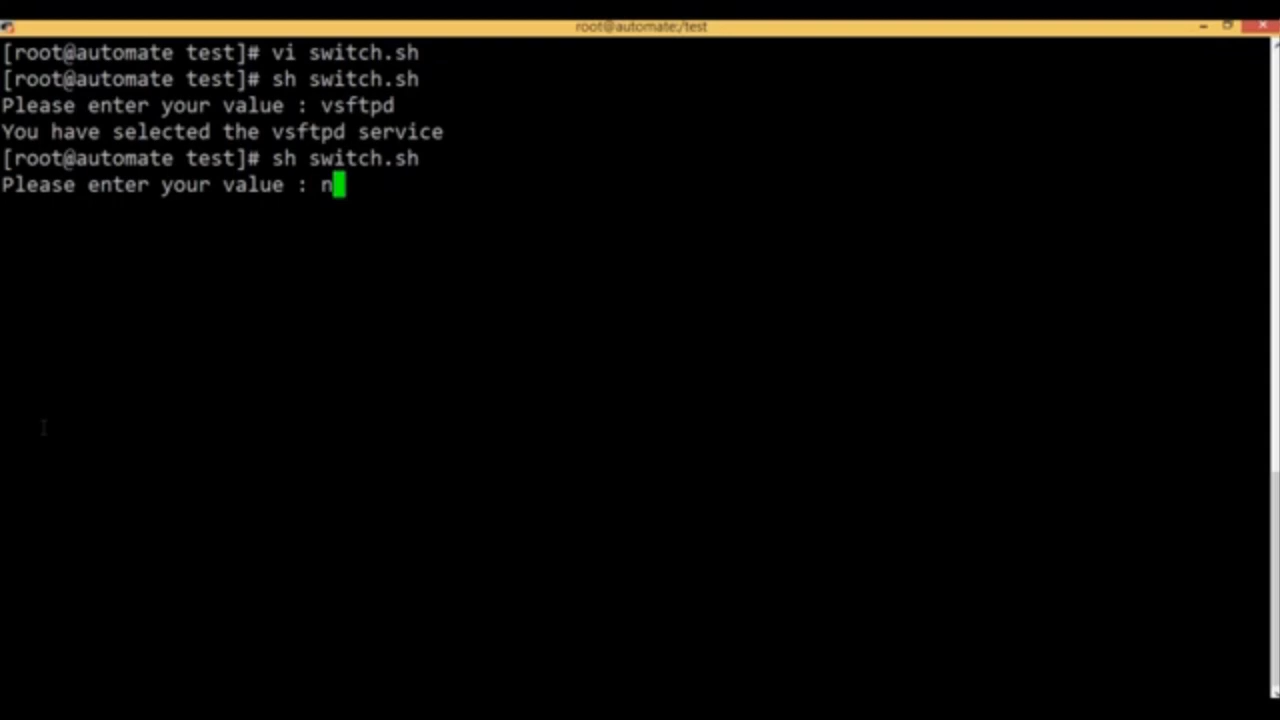 root@automate:/test
[root@automate test]# vi switch.sh
[root@automate test]# sh switch.sh
Please enter your value : vsftpd
You have selected the vsftpd service
[root@automate test]# sh switch.sh
Please enter your value : n